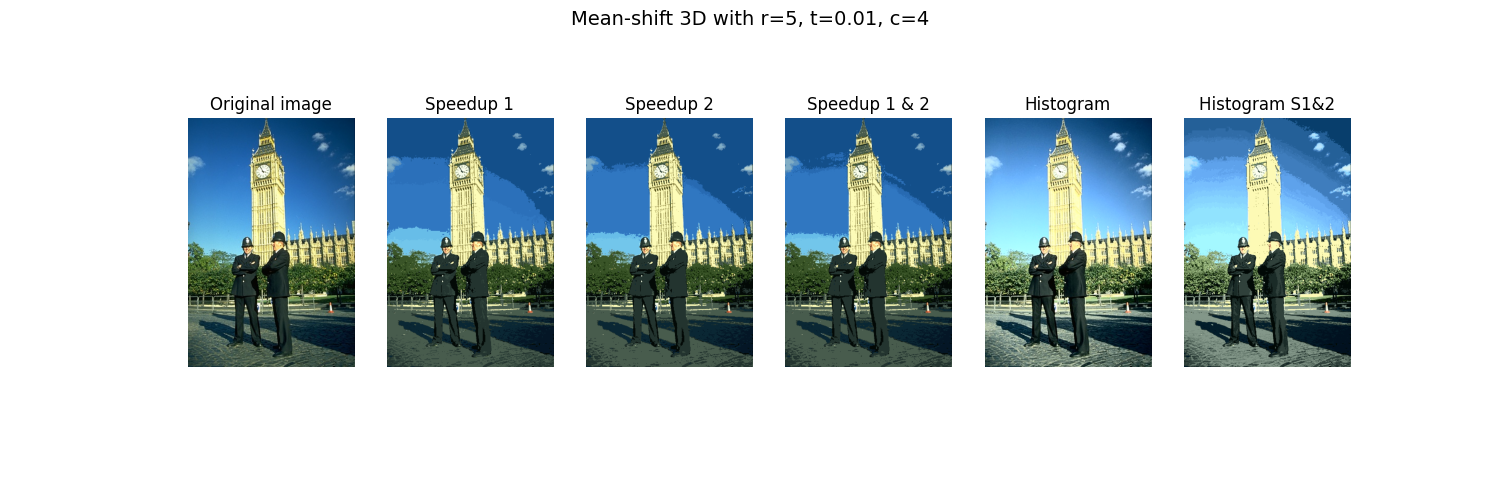 Mean-shift 3D with r=5, t=0.01, c=4
Original image
Speedup 1
Speedup 2
Speedup 1 & 2
Histogram
Histogram S1&2